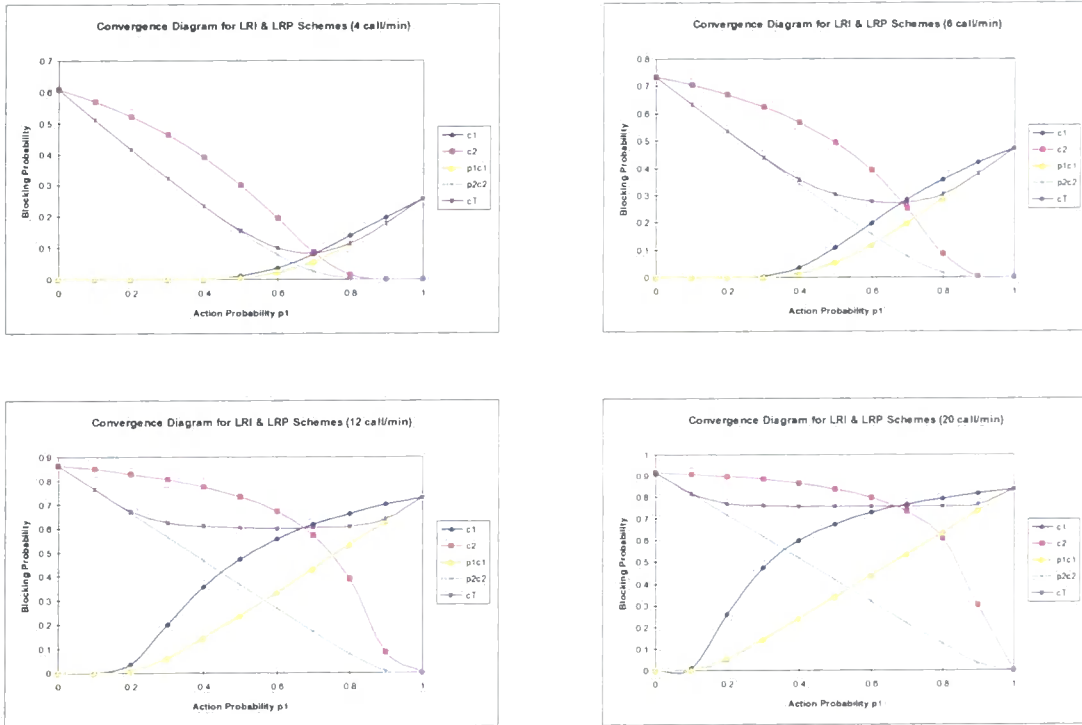 Convergence Diagram for LRI & LRP Schemes (4 call/min)
Blocking Probability
0.7
0.6
0.5
0.4
0.3
0.2
0.1
0
0
0.2
0.4
0.6
0.8
1
Action Probability p1
c1
c2
p1c1
p2c2
cT
Convergence Diagram for LRI & LRP Schemes (6 call/min)
Blocking Probability
0.8
0.7
0.6
0.5
0.4
0.3
0.2
0.1
0
0
0.2
0.4
0.6
0.8
1
Action Probability p1
c1
c2
p1c1
p2c2
cT
Convergence Diagram for LRI & LRP Schemes (12 call/min)
Blocking Probability
0.9
0.8
0.7
0.6
0.5
0.4
0.3
0.2
0.1
0
0
0.2
0.4
0.6
0.8
1
Action Probability p1
c1
c2
p1c1
p2c2
cT
Convergence Diagram for LRI & LRP Schemes (20 call/min)
Blocking Probability
1
0.9
0.8
0.7
0.6
0.5
0.4
0.3
0.2
0.1
0
0
0.2
0.4
0.6
0.8
1
Action Probability p1
c1
c2
p1c1
p2c2
cT